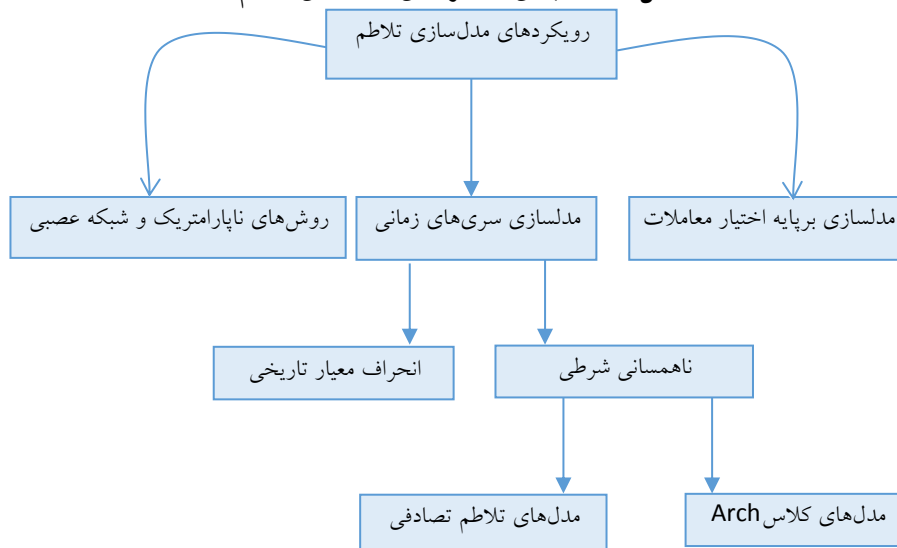 رویکردهای مدل‌سازی تلاطم
مدلسازی برپایه اختیار معاملات
مدلسازی سری‌های زمانی
روش‌های ناپارامتریک و شبکه عصبی
ناهمسانی شرطی
انحراف معیار تاریخی
مدل‌های کلاس Arch
مدل‌های تلاطم تصادفی